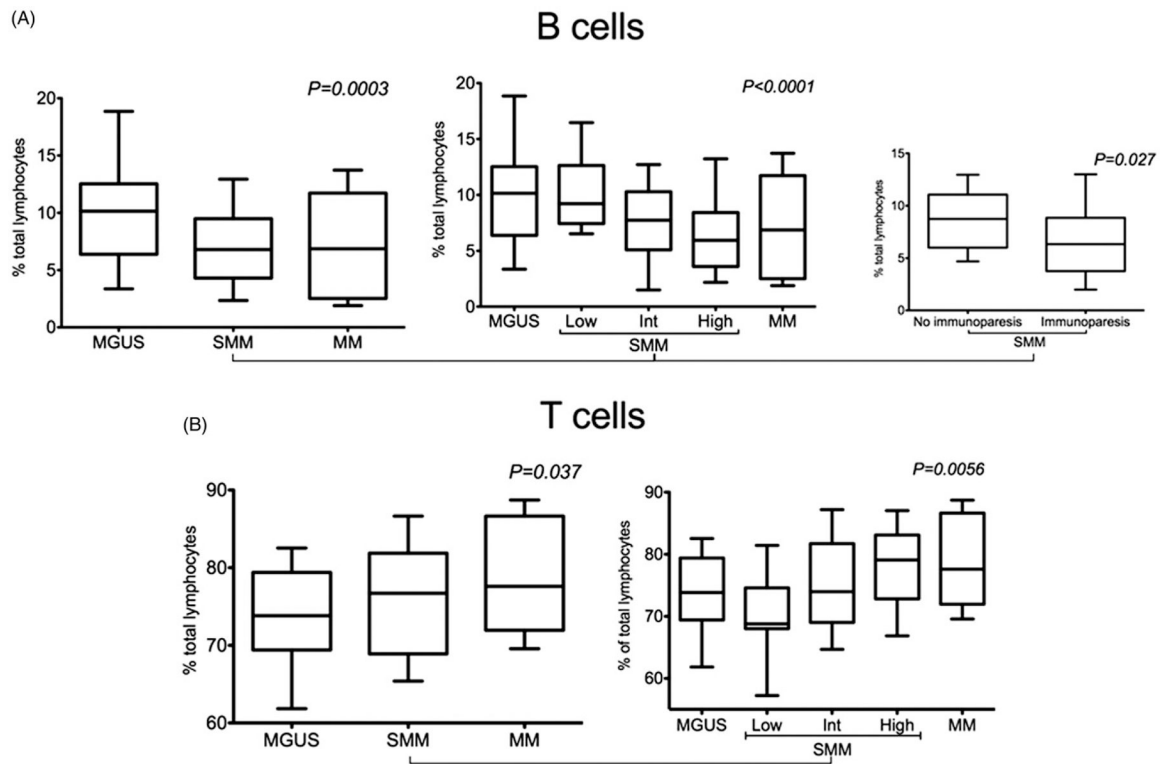 (A)
B cells
P=0.0003
% total lymphocytes
20
15
10
5
0
MGUS SMM MM
P<0.0001
% total lymphocytes
20
15
10
5
0
MGUS Low Int High MM
SMM
P=0.027
% total lymphocytes
15
10
5
0
No immunoparesis Immunoparesis
SMM
(B)
T cells
P=0.037
% total lymphocytes
90
80
70
60
MGUS SMM MM
P=0.0056
% of total lymphocytes
90
80
70
60
MGUS Low Int High MM
SMM